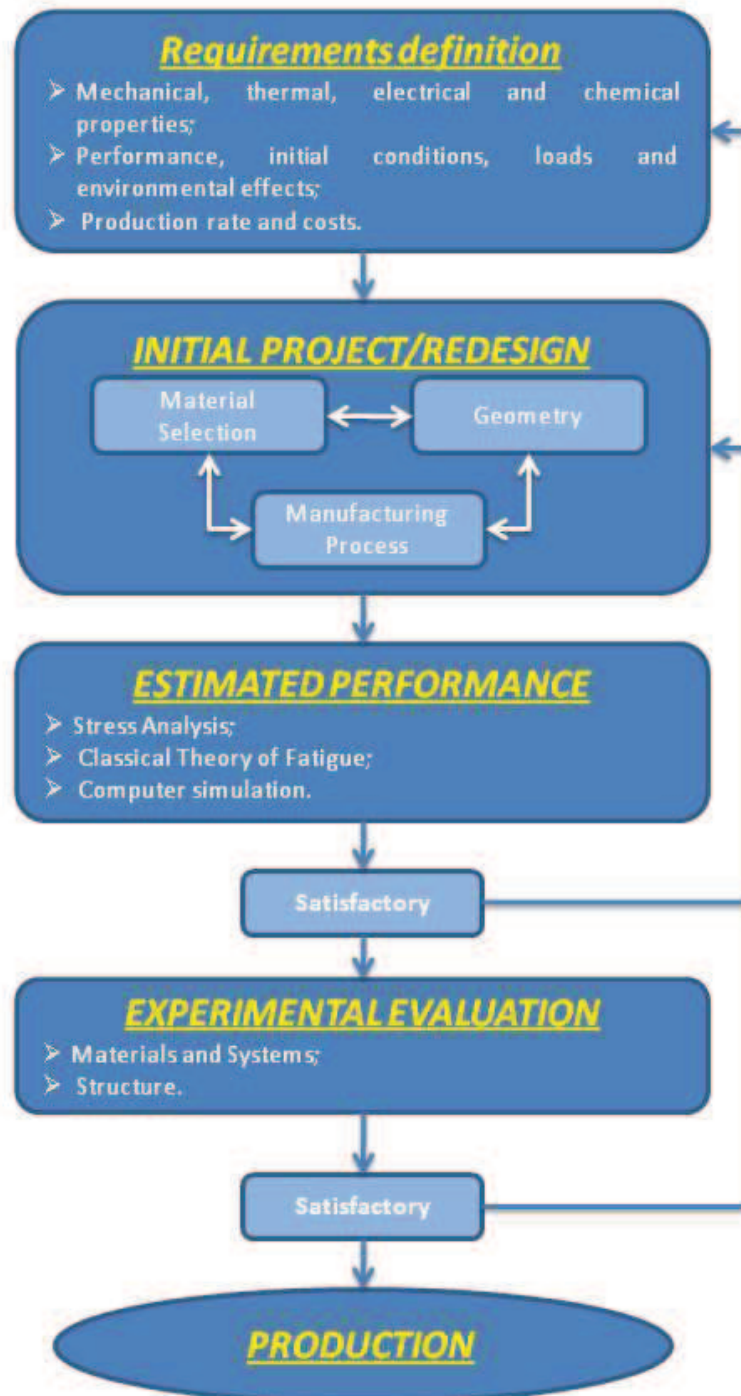 Requirements definition
➢ Mechanical, thermal, electrical and chemical
properties;
➢ Performance, initial conditions, loads and
environmental effects;
➢ Production rate and costs.
INITIAL PROJECT/REDESIGN
Material
Selection
Geometry
Manufacturing
Process
ESTIMATED PERFORMANCE
➢ Stress Analysis;
➢ Classical Theory of Fatigue;
➢ Computer simulation.
Satisfactory
EXPERIMENTAL EVALUATION
➢ Materials and Systems;
➢ Structure.
Satisfactory
PRODUCTION